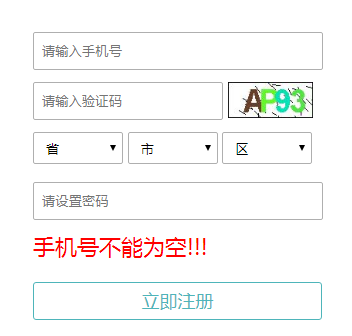 请输入手机号
请输入验证码 AP93
省 市 区
请设置密码
手机号不能为空!!!
立即注册